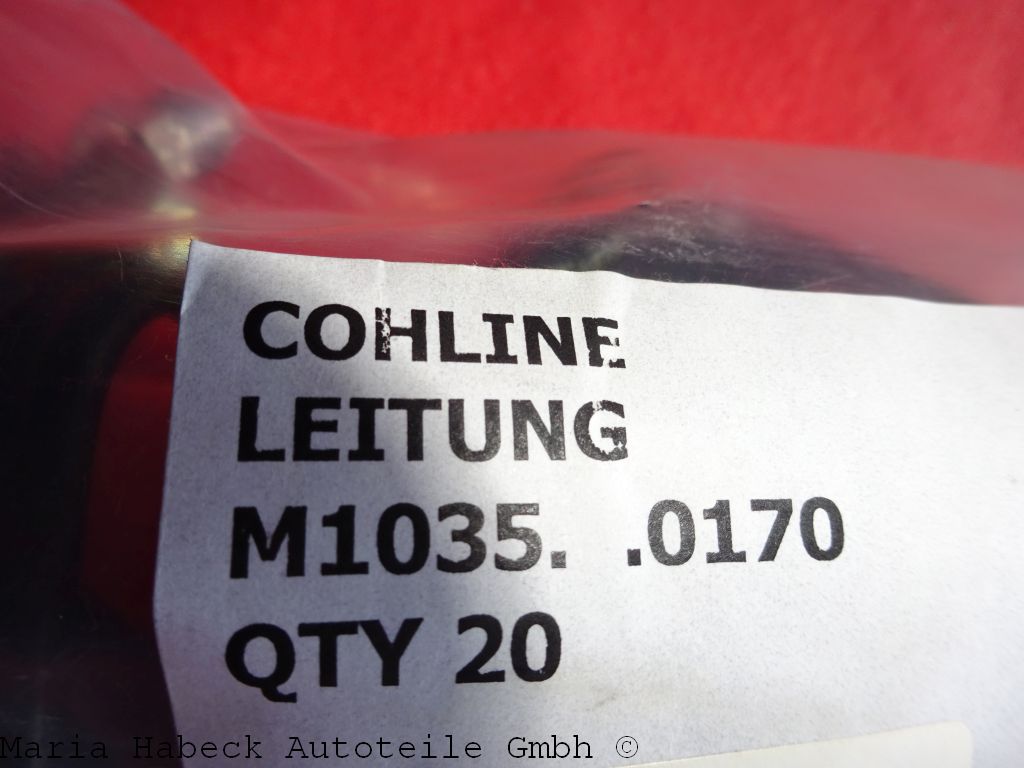 COHLINE
LEITUNG
M1035. .0170
QTY 20
Maria Habeck Autoteile Gmbh ©